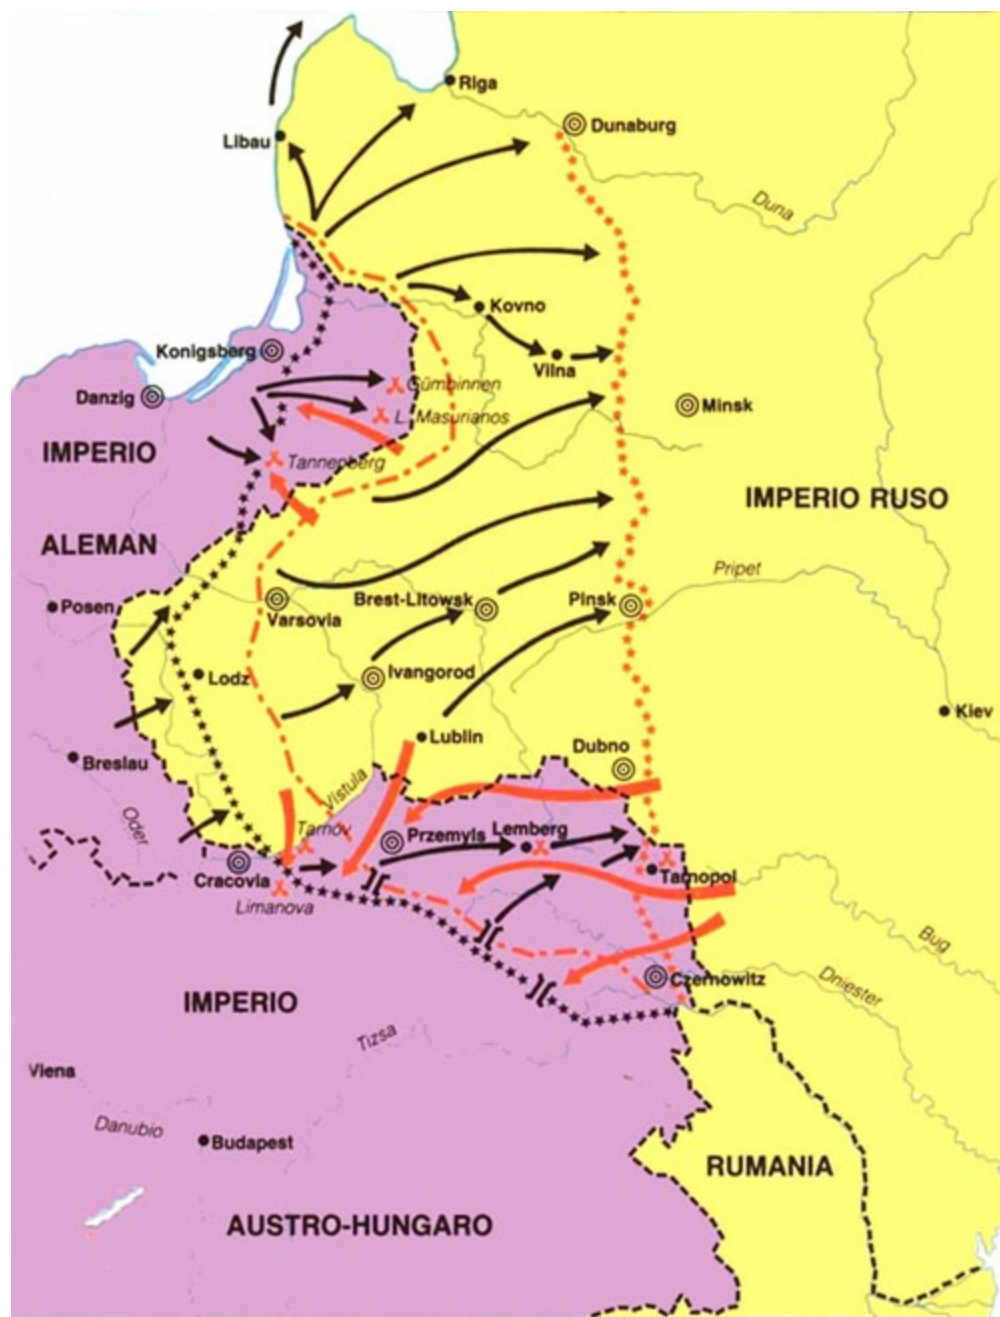 Riga
Dunaburg
Libau
Duna
Kovno
Konigsberg
Vilna
Danzig
Gümbinnen
Minsk
L. Masurianos
IMPERIO
Tannenberg
IMPERIO RUSO
ALEMAN
Pripet
Posen
Brest-Litowsk
Pinsk
Varsovia
Lodz
Ivangorod
Kiev
Lublin
Dubno
Breslau
Vistula
Oder
Tarnov
Przemyls
Lemberg
Cracovia
Tarnopol
Limanova
Bug
Czernowitz
Dniester
IMPERIO
Tizsa
Viena
Danubio
Budapest
RUMANIA
AUSTRO-HUNGARO